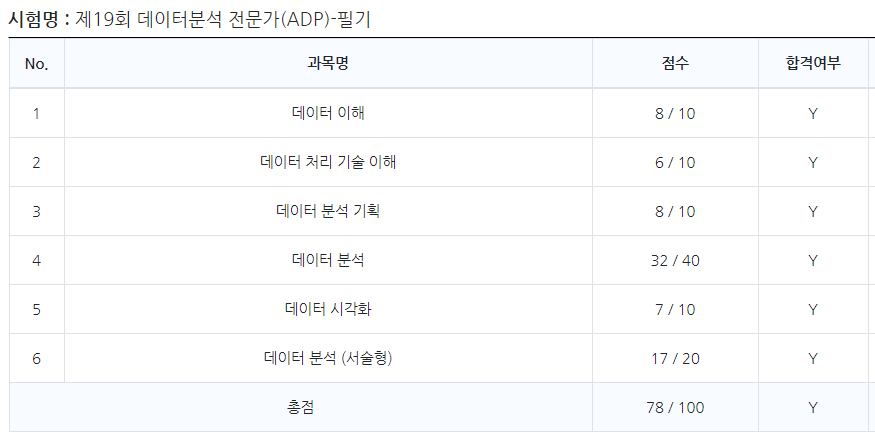 시험명 : 제19회 데이터분석 전문가(ADP)-필기
No. 과목명 점수 합격여부
1 데이터 이해 8 / 10 Y
2 데이터 처리 기술 이해 6 / 10 Y
3 데이터 분석 기획 8 / 10 Y
4 데이터 분석 32 / 40 Y
5 데이터 시각화 7 / 10 Y
6 데이터 분석 (서술형) 17 / 20 Y
총점 78 / 100 Y